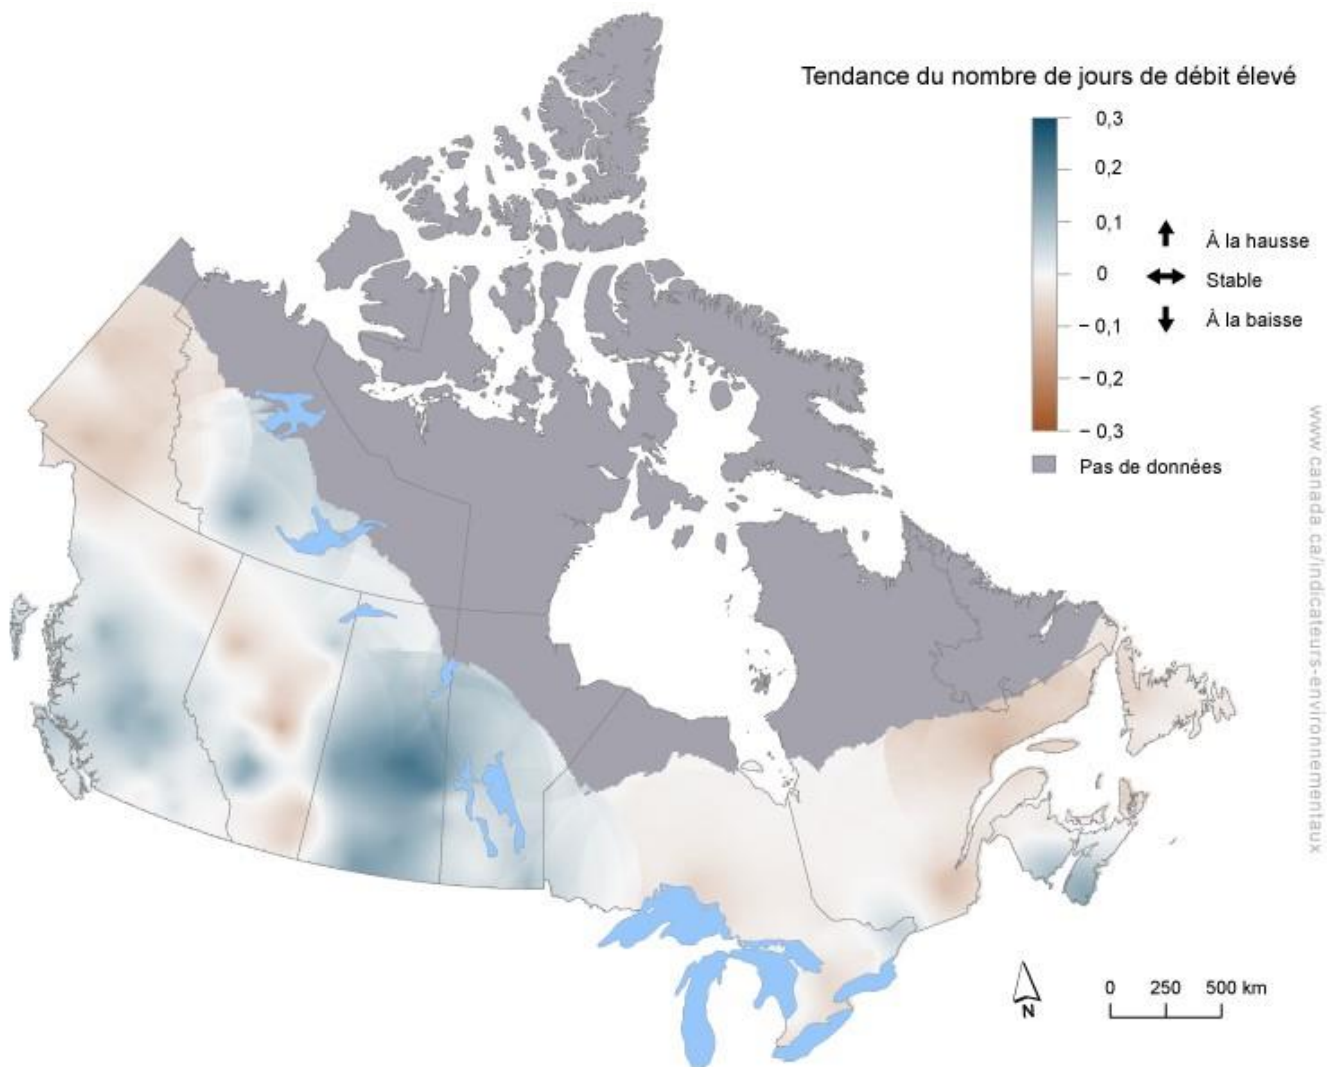 Tendance du nombre de jours de débit élevé
0,3
0,2
0,1
0
− 0,1
− 0,2
− 0,3
À la hausse
Stable
À la baisse
Pas de données
www.canada.ca/indicateurs-environnementaux
N
0 250 500 km